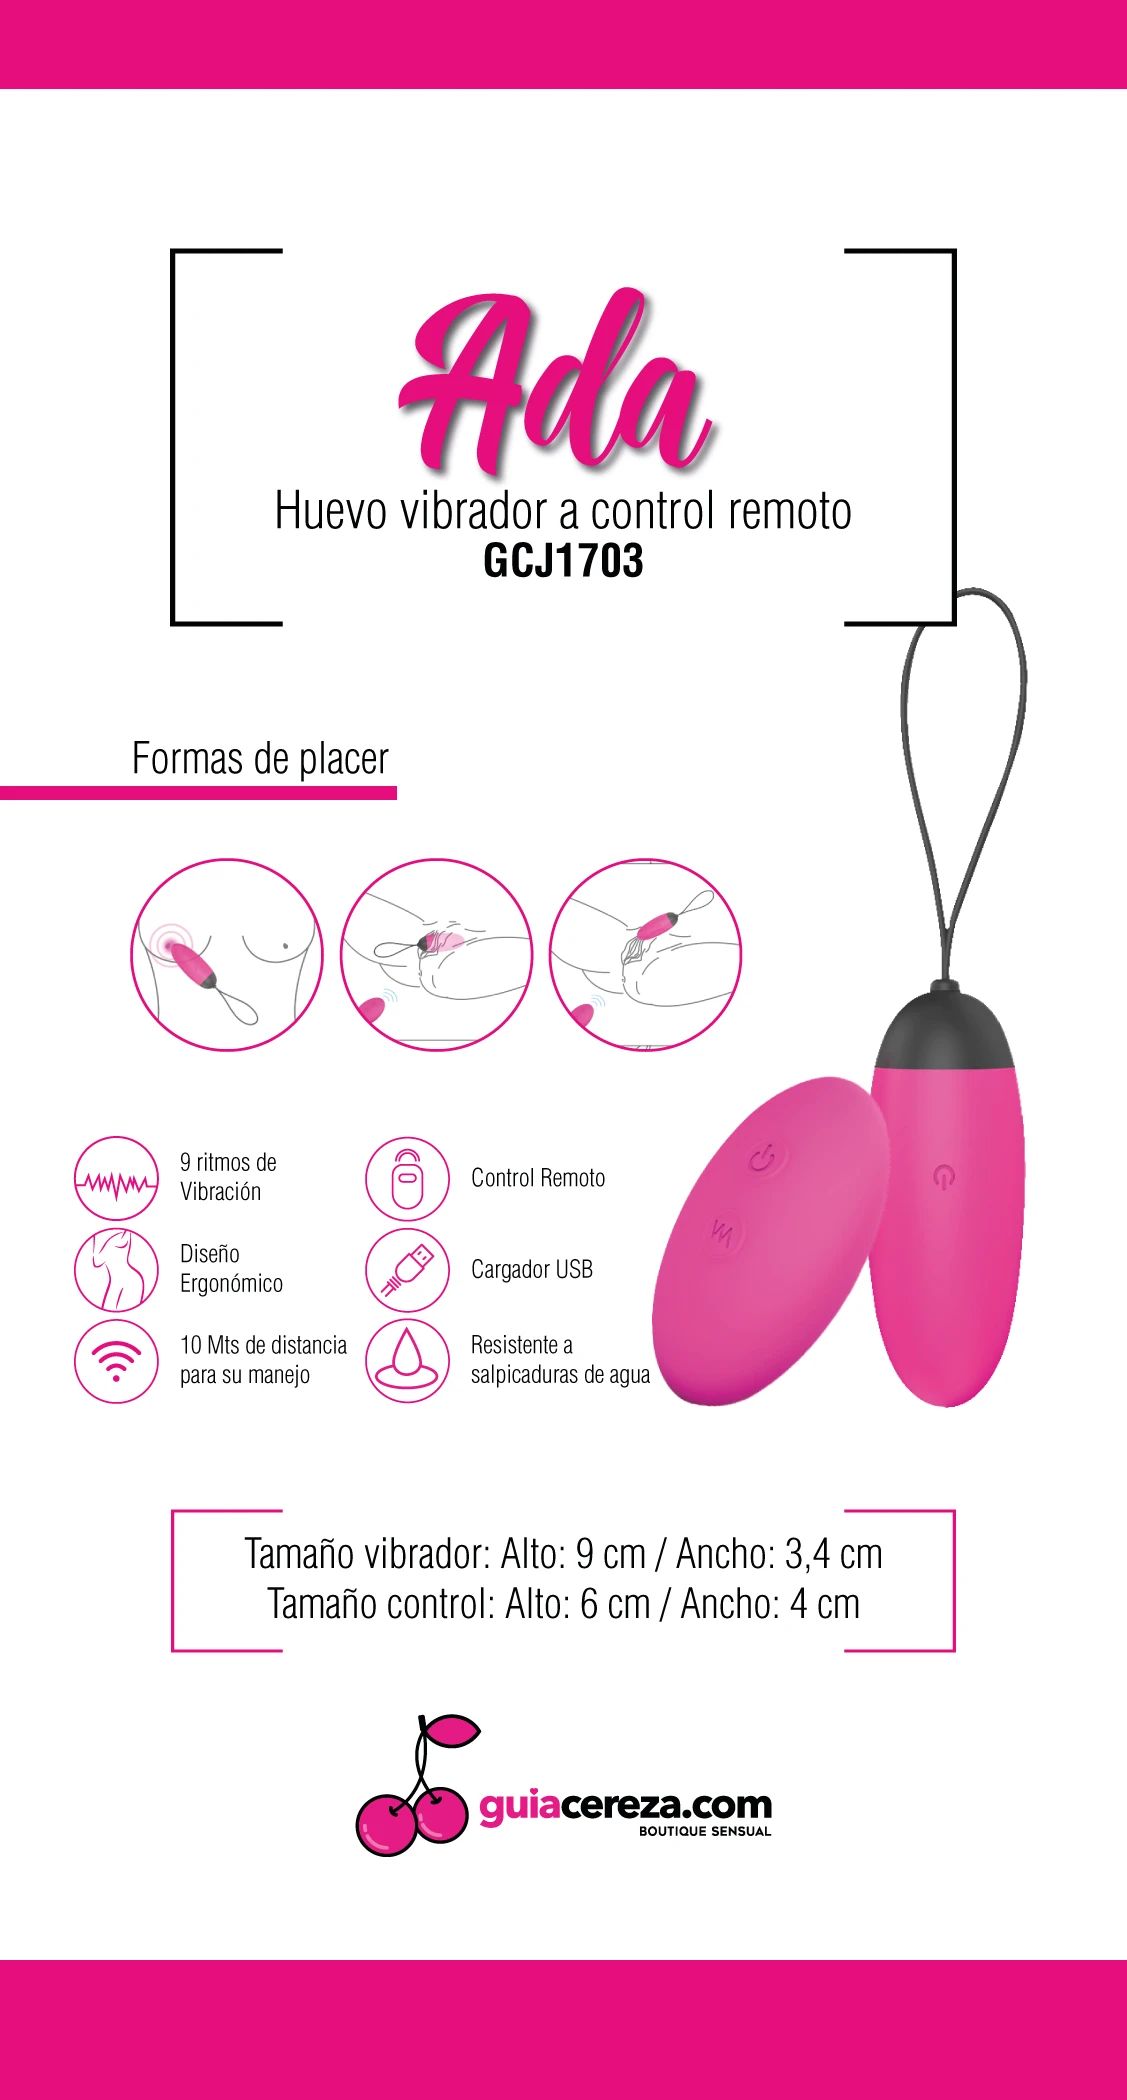 Ada
Huevo vibrador a control remoto
GCJ1703
Formas de placer
9 ritmos de
Vibración
Control Remoto
Diseño
Ergonómico
Cargador USB
10 Mts de distancia
para su manejo
Resistente a
salpicaduras de agua
Tamaño vibrador: Alto: 9 cm / Ancho: 3,4 cm
Tamaño control: Alto: 6 cm / Ancho: 4 cm
guiacereza.com
BOUTIQUE SENSUAL